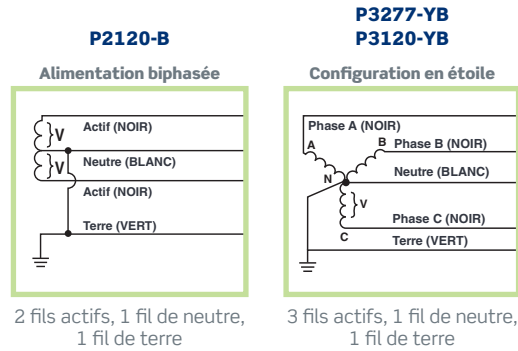 P2120-B
Alimentation biphasée
V
V
Actif (NOIR)
Neutre (BLANC)
Actif (NOIR)
Terre (VERT)
2 fils actifs, 1 fil de neutre,
1 fil de terre
P3277-YB
P3120-YB
Configuration en étoile
Phase A (NOIR)
A
B Phase B (NOIR)
Neutre (BLANC)
N
V
Phase C (NOIR)
C
Terre (VERT)
3 fils actifs, 1 fil de neutre,
1 fil de terre